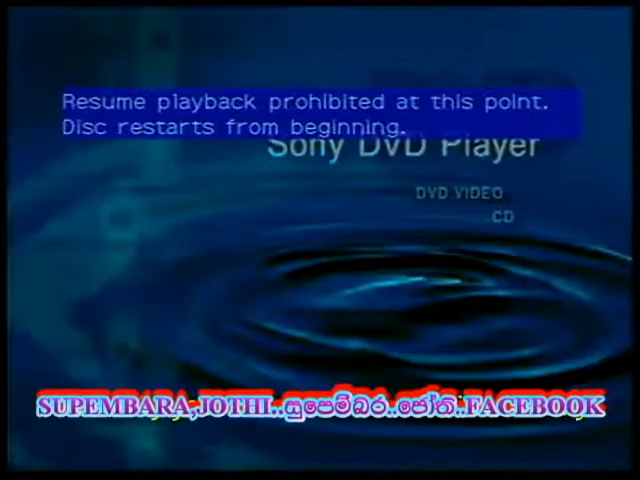 Resume playback prohibited at this point.
Disc restarts from beginning.
Sony DVD Player
DVD VIDEO
CD
SUPEMBARA,JOTHI..සුපෙම්බර..ජෝති..FACEBOOK